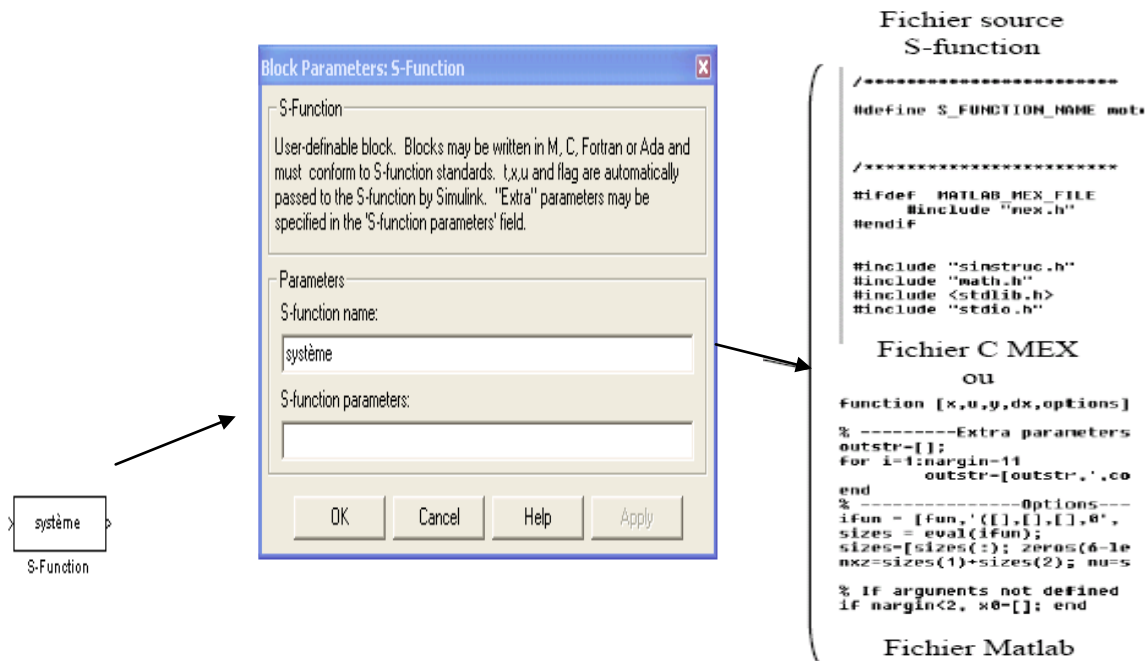 système
S-Function
Block Parameters: S-Function
S-Function
User-definable block. Blocks may be written in M, C, Fortran or Ada and
must conform to S-function standards. t,x,u and flag are automatically
passed to the S-function by Simulink. "Extra" parameters may be
specified in the 'S-function parameters' field.
Parameters
S-function name:
système
S-function parameters:
OK
Cancel
Help
Apply
Fichier source
S-function
/*************************
#define S_FUNCTION_NAME
/*************************
#ifdef MATLAB_MEX_FILE
#include "mex.h"
#endif
#include "simstruc.h"
#include "math.h"
#include <stdlib.h>
#include "stdio.h"
Fichier C MEX
ou
function [x,u,y,dx,options]
% ---------Extra parameters
outstr=[];
for i=1:nargin-11
outstr=[outstr,',co
end
% ----------------Options---
ifun = [fun,'([],[],[],0',
sizes = eval(ifun);
sizes=[sizes(:); zeros(6-le
nxz=sizes(1)+sizes(2); nu=s
% If arguments not defined
if nargin<2, x0=[]; end
Fichier Matlab